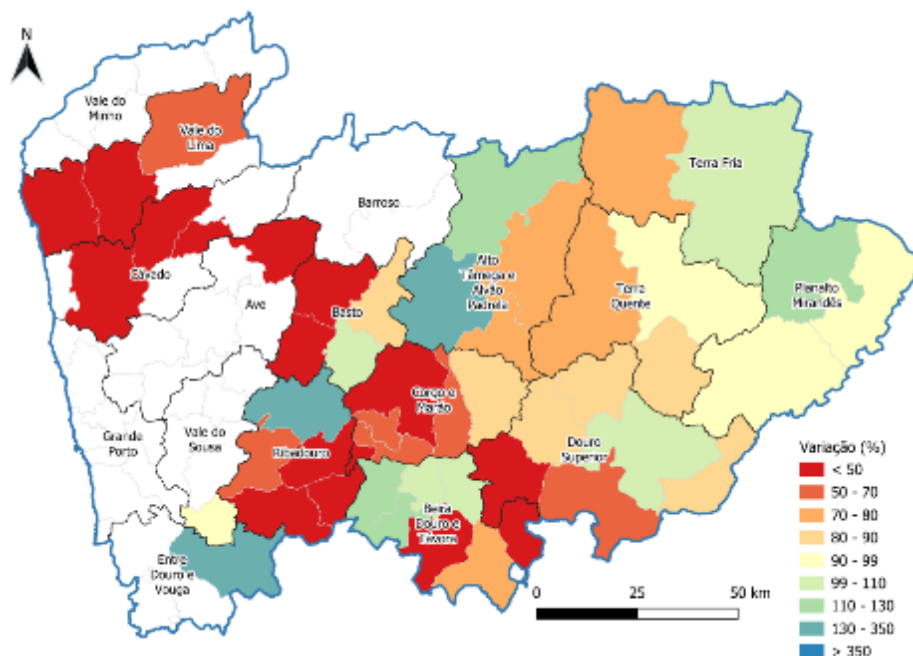 N
Vale do
Minho
Vale do
Lima
Barroso
Terra Fria
Cávado
Ave
Basto
Alto
Tâmega e
Alvão
Padrela
Terra
Quente
Planalto
Mirandês
Grande
Porto
Vale do
Sousa
Corgo e
Marão
Ribadouro
Douro
Superior
Beira
Douro e
Távora
Entre
Douro e
Vouga
0 25 50 km
Variação (%)
< 50
50 - 70
70 - 80
80 - 90
90 - 99
99 - 110
110 - 130
130 - 350
> 350